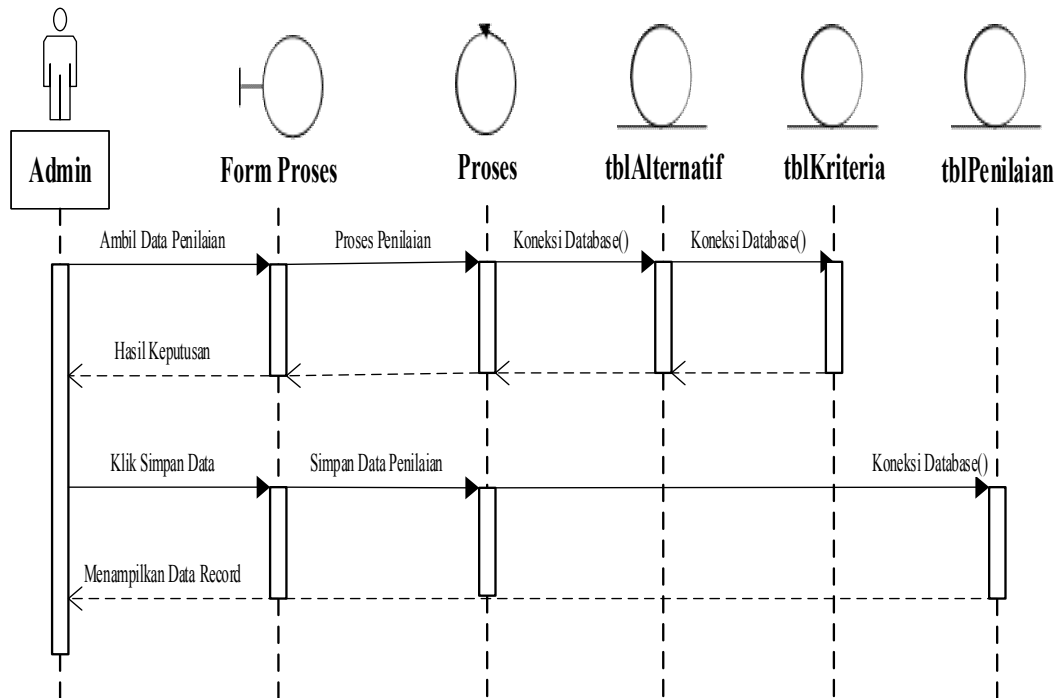 Admin
Form Proses
Proses
tblAlternatif
tblKriteria
tblPenilaian
Ambil Data Penilaian
Proses Penilaian
Koneksi Database()
Koneksi Database()
Hasil Keputusan
Klik Simpan Data
Simpan Data Penilaian
Koneksi Database()
Menampilkan Data Record